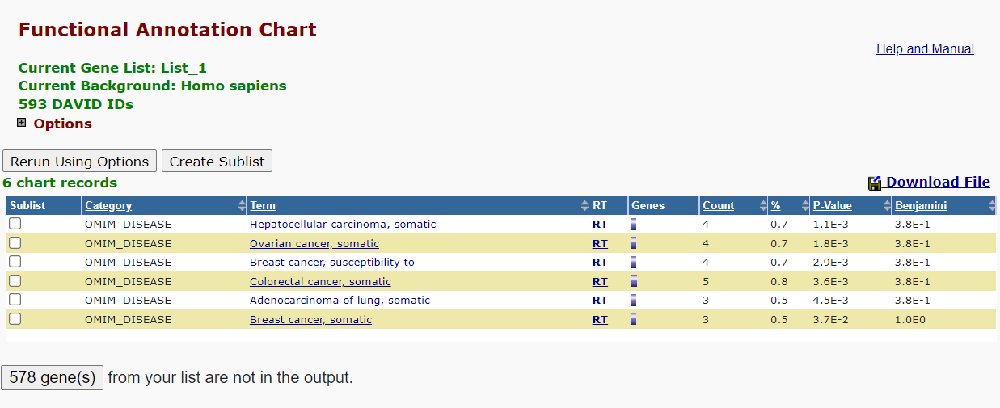 Functional Annotation Chart
Help and Manual
Current Gene List: List_1
Current Background: Homo sapiens
593 DAVID IDs
Options
Rerun Using Options Create Sublist
6 chart records Download File
Sublist Category Term RT Genes Count % P-Value Benjamini
OMIM_DISEASE Hepatocellular carcinoma, somatic RT 4 0.7 1.1E-3 3.8E-1
OMIM_DISEASE Ovarian cancer, somatic RT 4 0.7 1.8E-3 3.8E-1
OMIM_DISEASE Breast cancer, susceptibility to RT 4 0.7 2.9E-3 3.8E-1
OMIM_DISEASE Colorectal cancer, somatic RT 5 0.8 3.6E-3 3.8E-1
OMIM_DISEASE Adenocarcinoma of lung, somatic RT 3 0.5 4.5E-3 3.8E-1
OMIM_DISEASE Breast cancer, somatic RT 3 0.5 3.7E-2 1.0E0
578 gene(s) from your list are not in the output.